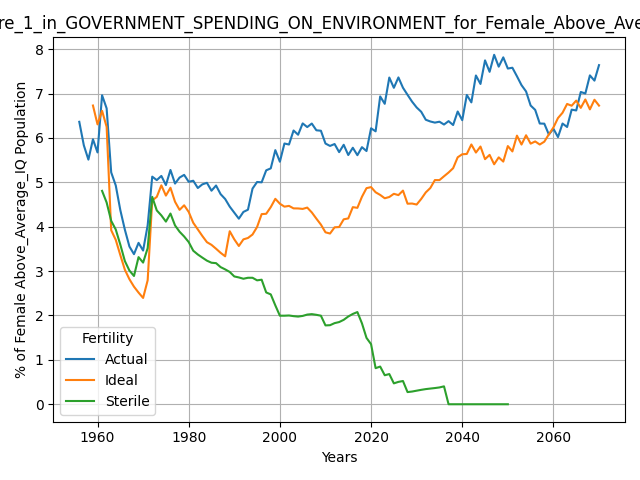 re_1_in_GOVERNMENT_SPENDING_ON_ENVIRONMENT_for_Female_Above_Ave
% of Female Above_Average_IQ Population
8
7
6
5
4
3
2
1
0
Fertility
Actual
Ideal
Sterile
1960
1980
2000
2020
2040
2060
Years